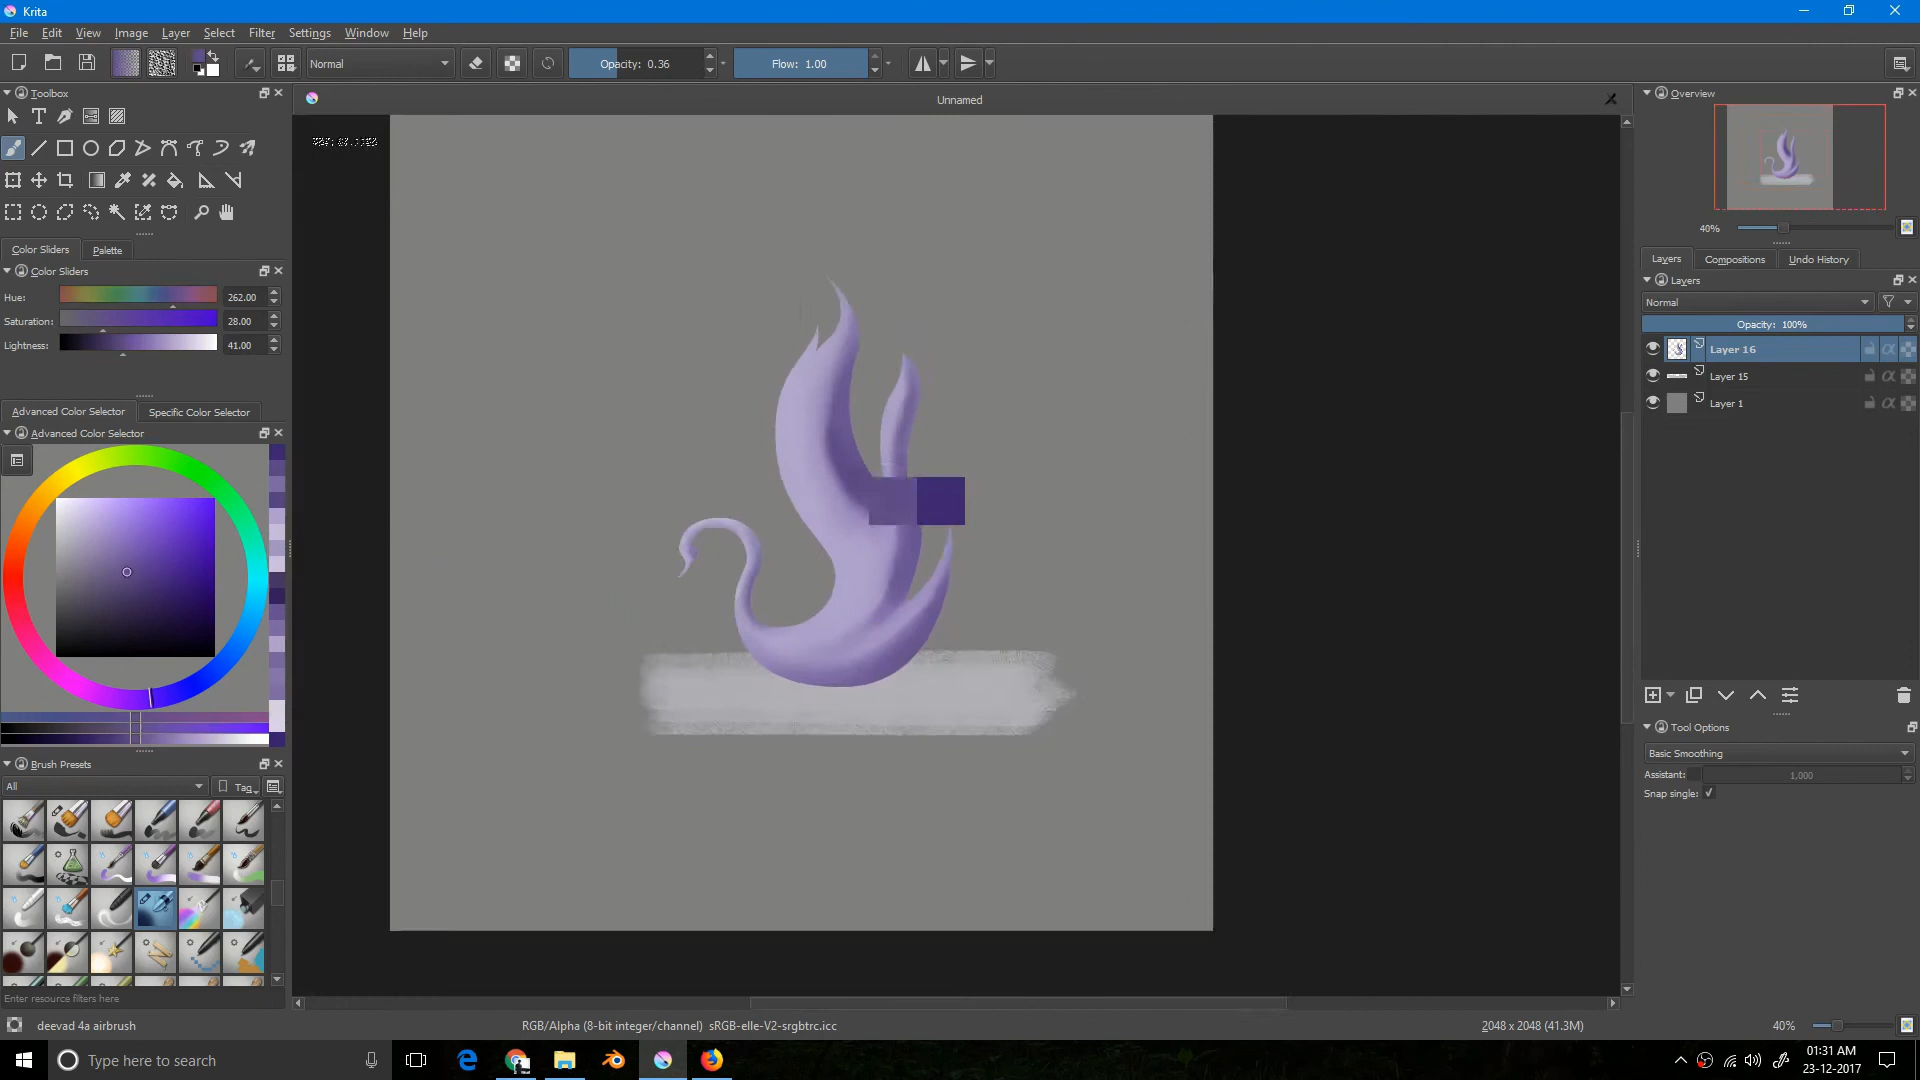 Krita
File Edit View Image Layer Select Filter Settings Window Help
Normal Opacity: 0.36 Flow: 1.00
Toolbox
Unnamed
Overview
40%
Color Sliders Palette
Color Sliders
Hue: 262.00
Saturation: 28.00
Lightness: 41.00
Layers Compositions Undo History
Layers
Normal
Opacity: 100%
Layer 16
Layer 15
Layer 1
Advanced Color Selector Specific Color Selector
Advanced Color Selector
Tool Options
Basic Smoothing
Assistant: 1,000
Snap single:
Brush Presets
All Tag
Enter resource filters here
deevad 4a airbrush
RGB/Alpha (8-bit integer/channel) sRGB-elle-V2-srgbtrc.icc
2048 x 2048 (41.3M)
40%
Type here to search
01:31 AM
23-12-2017